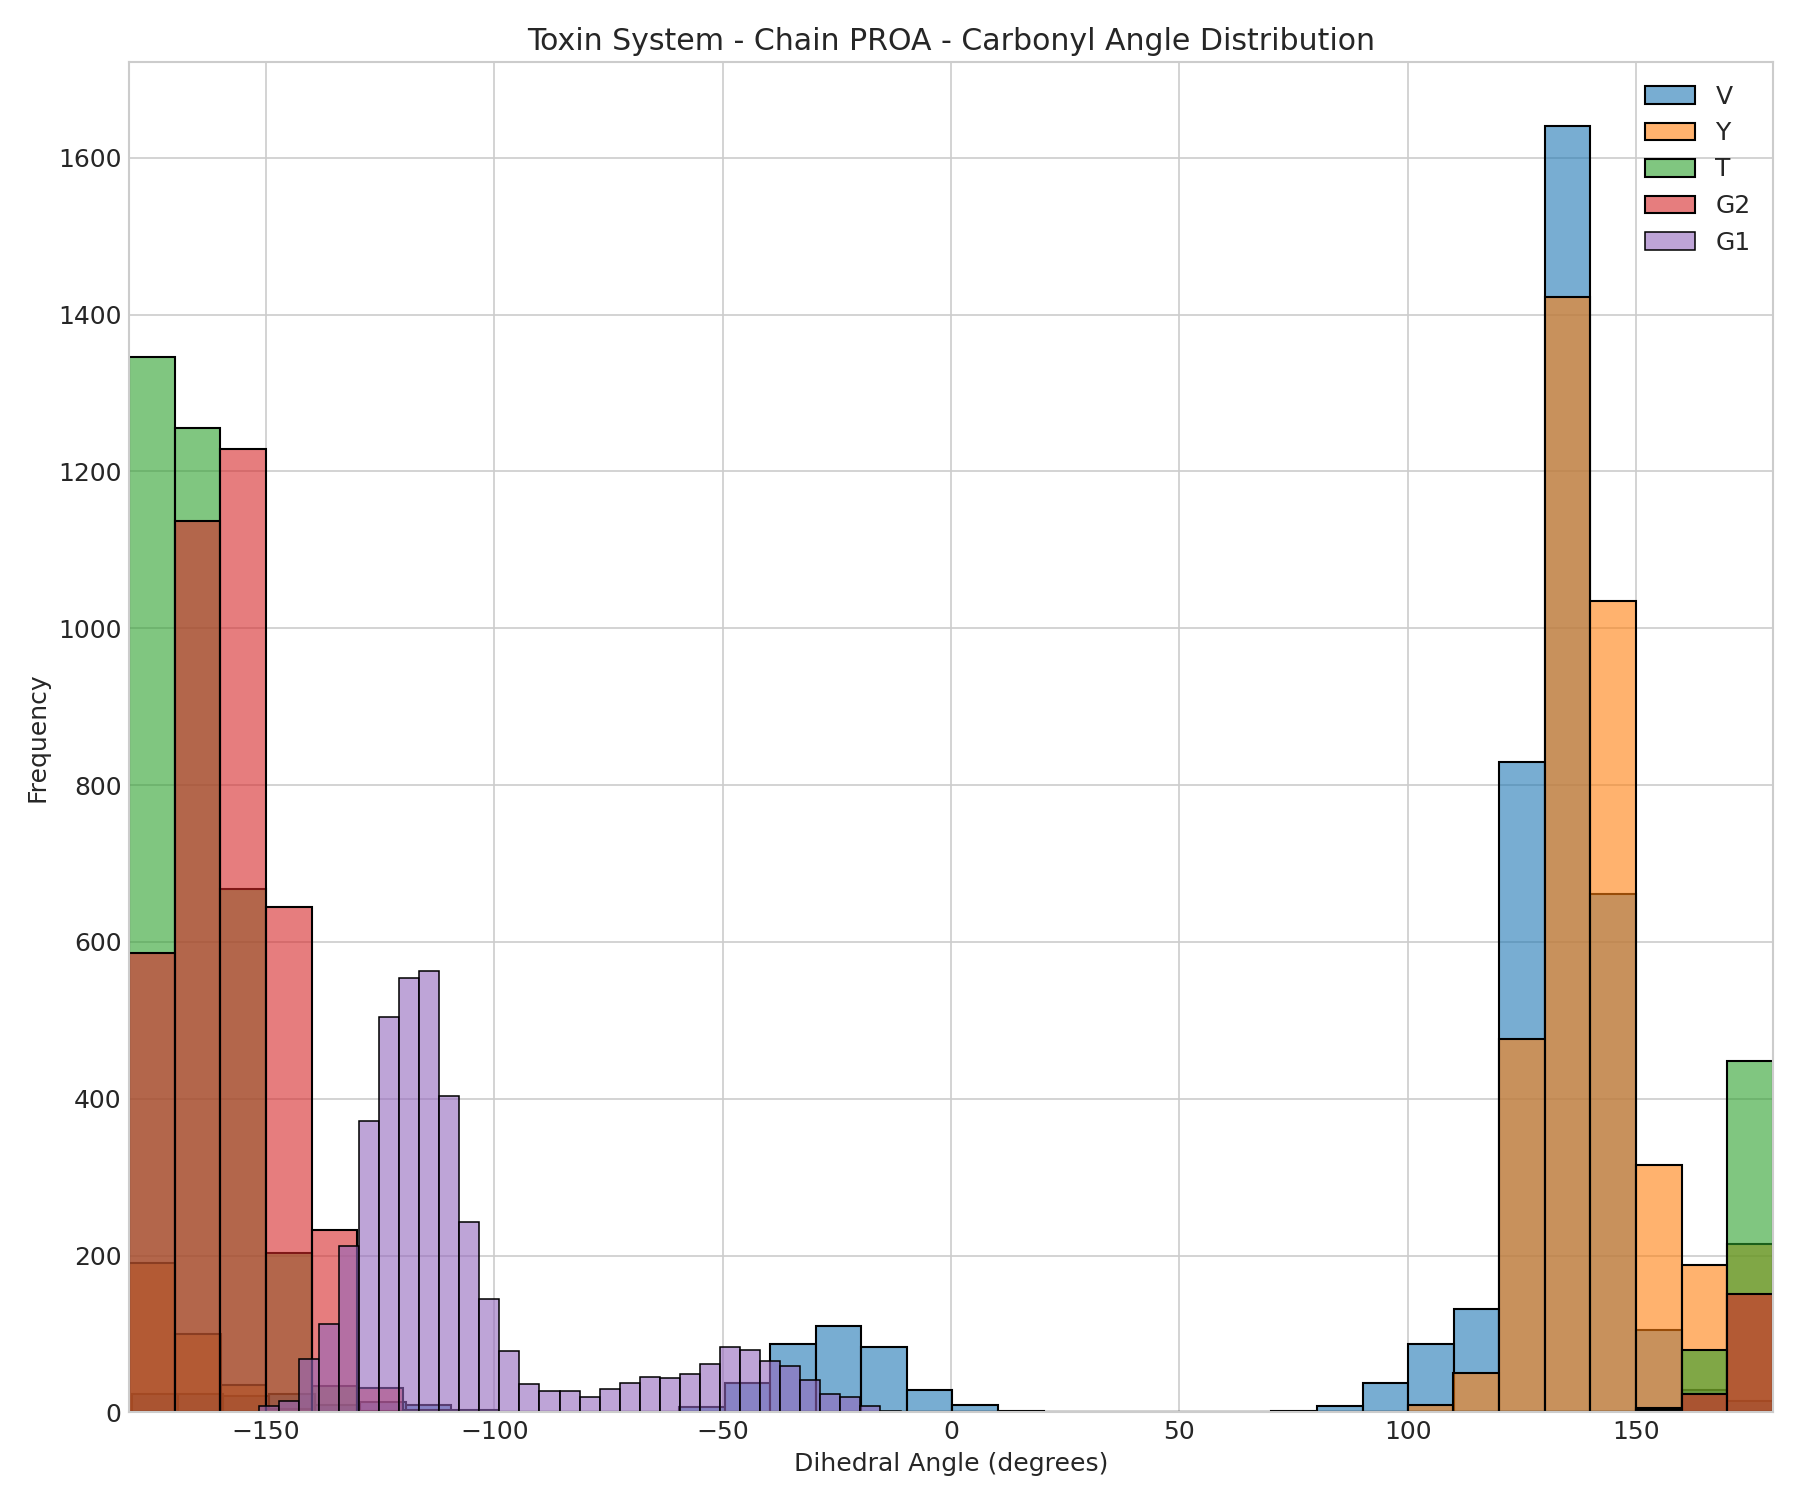 Toxin System - Chain PROA - Carbonyl Angle Distribution
V
Y
T
G2
G1
1600
1400
1200
1000
800
600
400
200
0
Frequency
−150
−100
−50
0
50
100
150
Dihedral Angle (degrees)